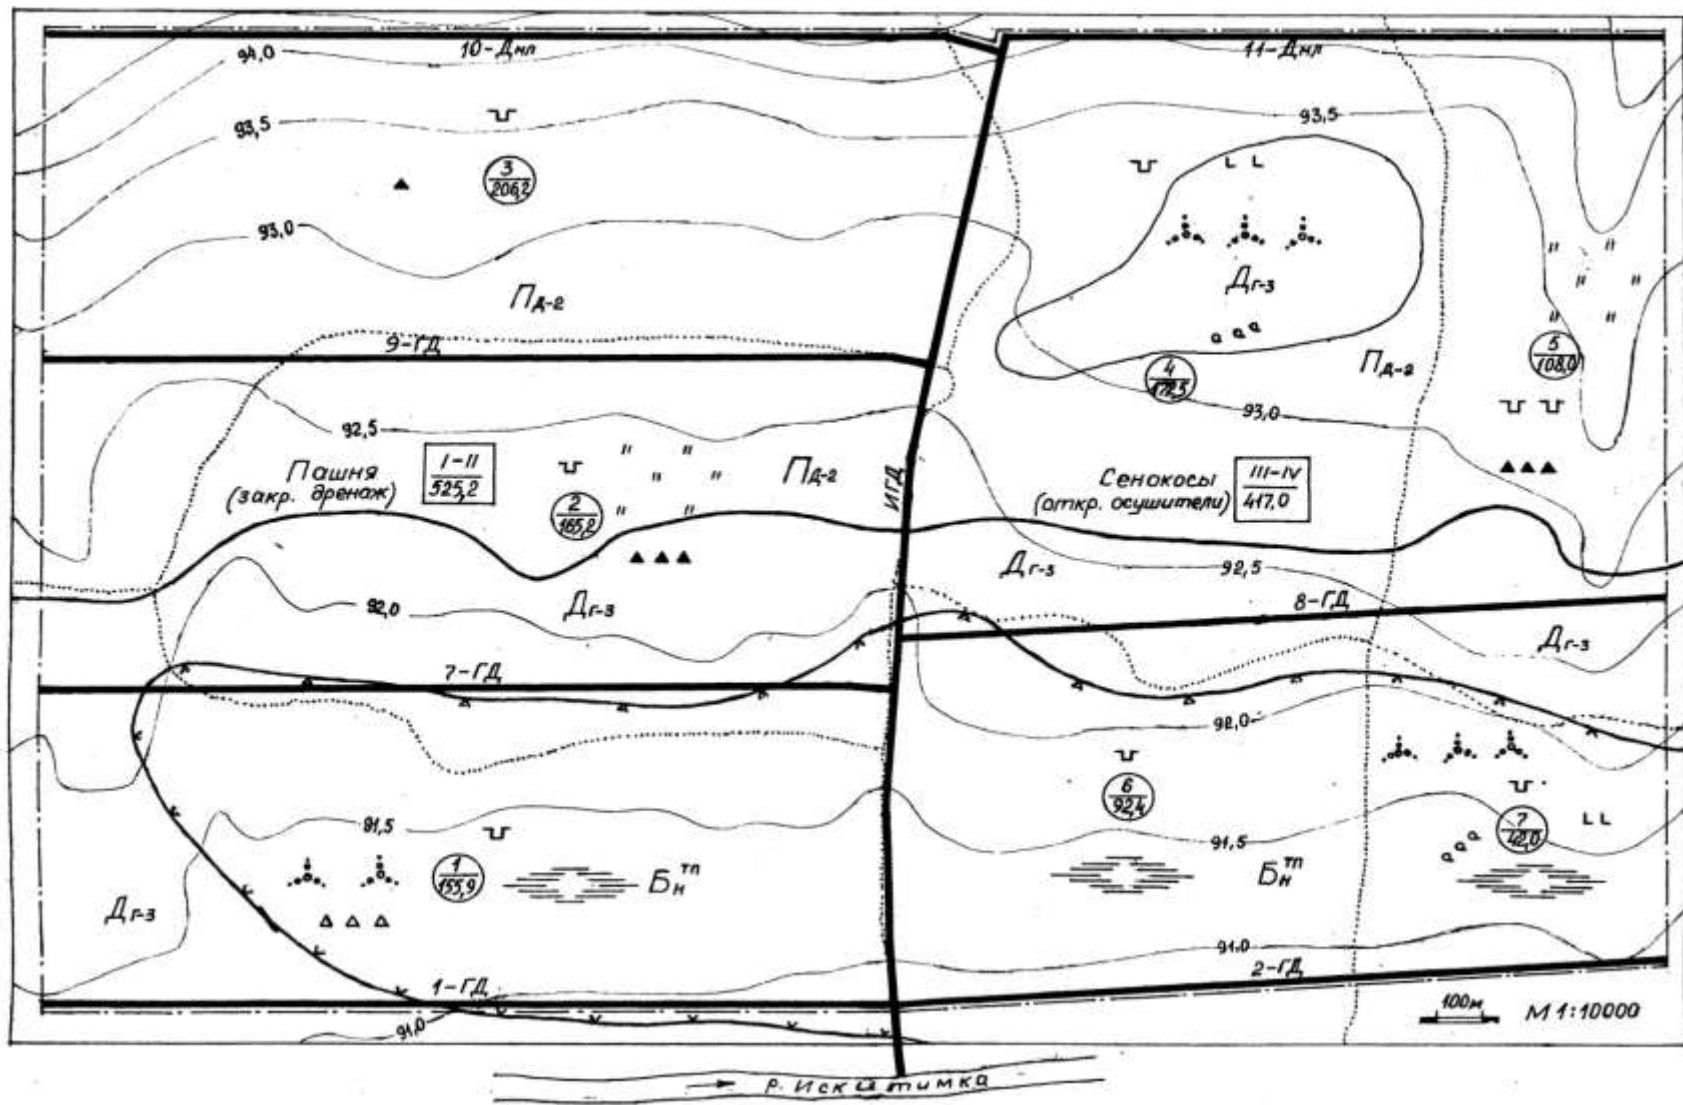 10-Днл
11-Днл
94,0
93,5
93,5
3
206,2
93,0
Дг-3
Пд-2
9-ГД
4
172,5
Пд-2
5
108,0
93,0
92,5
Пашня
(закр. дренаж)
I-II
525,2
2
165,2
Пд-2
ИГД
Сенокосы
(откр. осушители)
III-IV
417,0
Дг-3
92,5
92,0
Дг-3
8-ГД
Дг-3
7-ГД
92,0
6
92,4
91,5
7
42,0
91,5
1
155,9
Бн тп
Бн тп
Дг-3
91,0
2-ГД
1-ГД
91,0
100м
М 1:10000
р. Искитимка